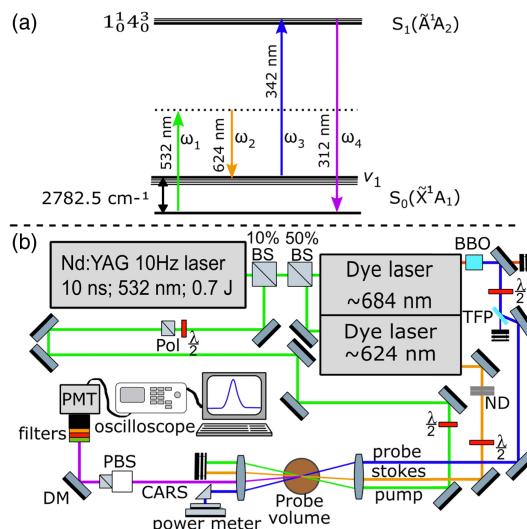 (a)
1¹₀4³₀
S₁(Ã¹A₂)
532 nm
ω₁
624 nm
ω₂
342 nm
ω₃
312 nm
ω₄
ν₁
2782.5 cm⁻¹
S₀(X̃¹A₁)
(b)
10%
BS
50%
BS
BBO
Nd:YAG 10Hz laser
10 ns; 532 nm; 0.7 J
Dye laser
~684 nm
λ/2
TFP
Pol
λ/2
Dye laser
~624 nm
PMT
oscilloscope
filters
ND
λ/2
λ/2
PBS
DM
CARS
power meter
Probe
volume
probe
stokes
pump